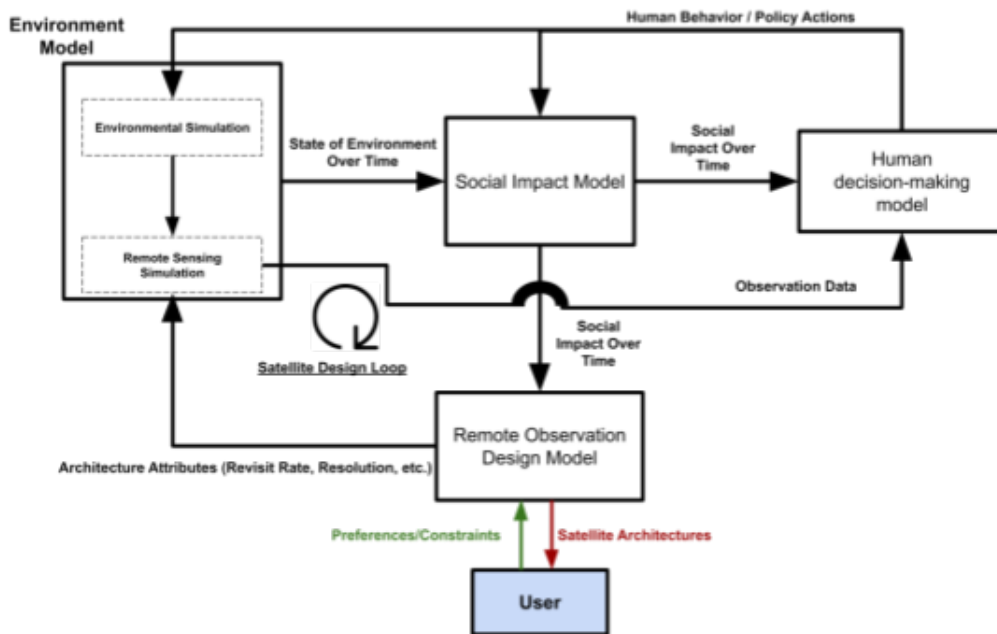 Human Behavior / Policy Actions
Environment
Model
Environmental Simulation
State of Environment
Over Time
Social Impact Model
Social
Impact Over
Time
Human
decision-making
model
Remote Sensing
Simulation
Observation Data
Satellite Design Loop
Social
Impact Over
Time
Remote Observation
Design Model
Architecture Attributes (Revisit Rate, Resolution, etc.)
Preferences/Constraints
Satellite Architectures
User